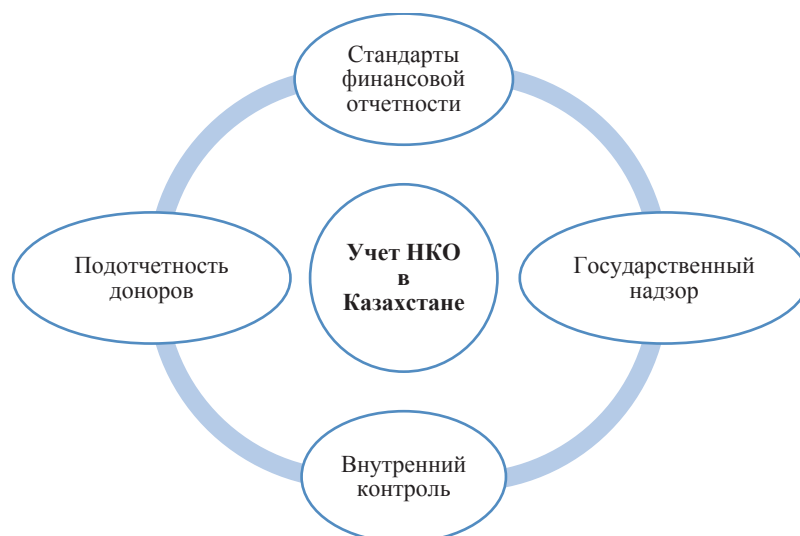 Стандарты
финансовой
отчетности
Подотчетность
доноров
Учет НКО
в
Казахстане
Государственный
надзор
Внутренний
контроль